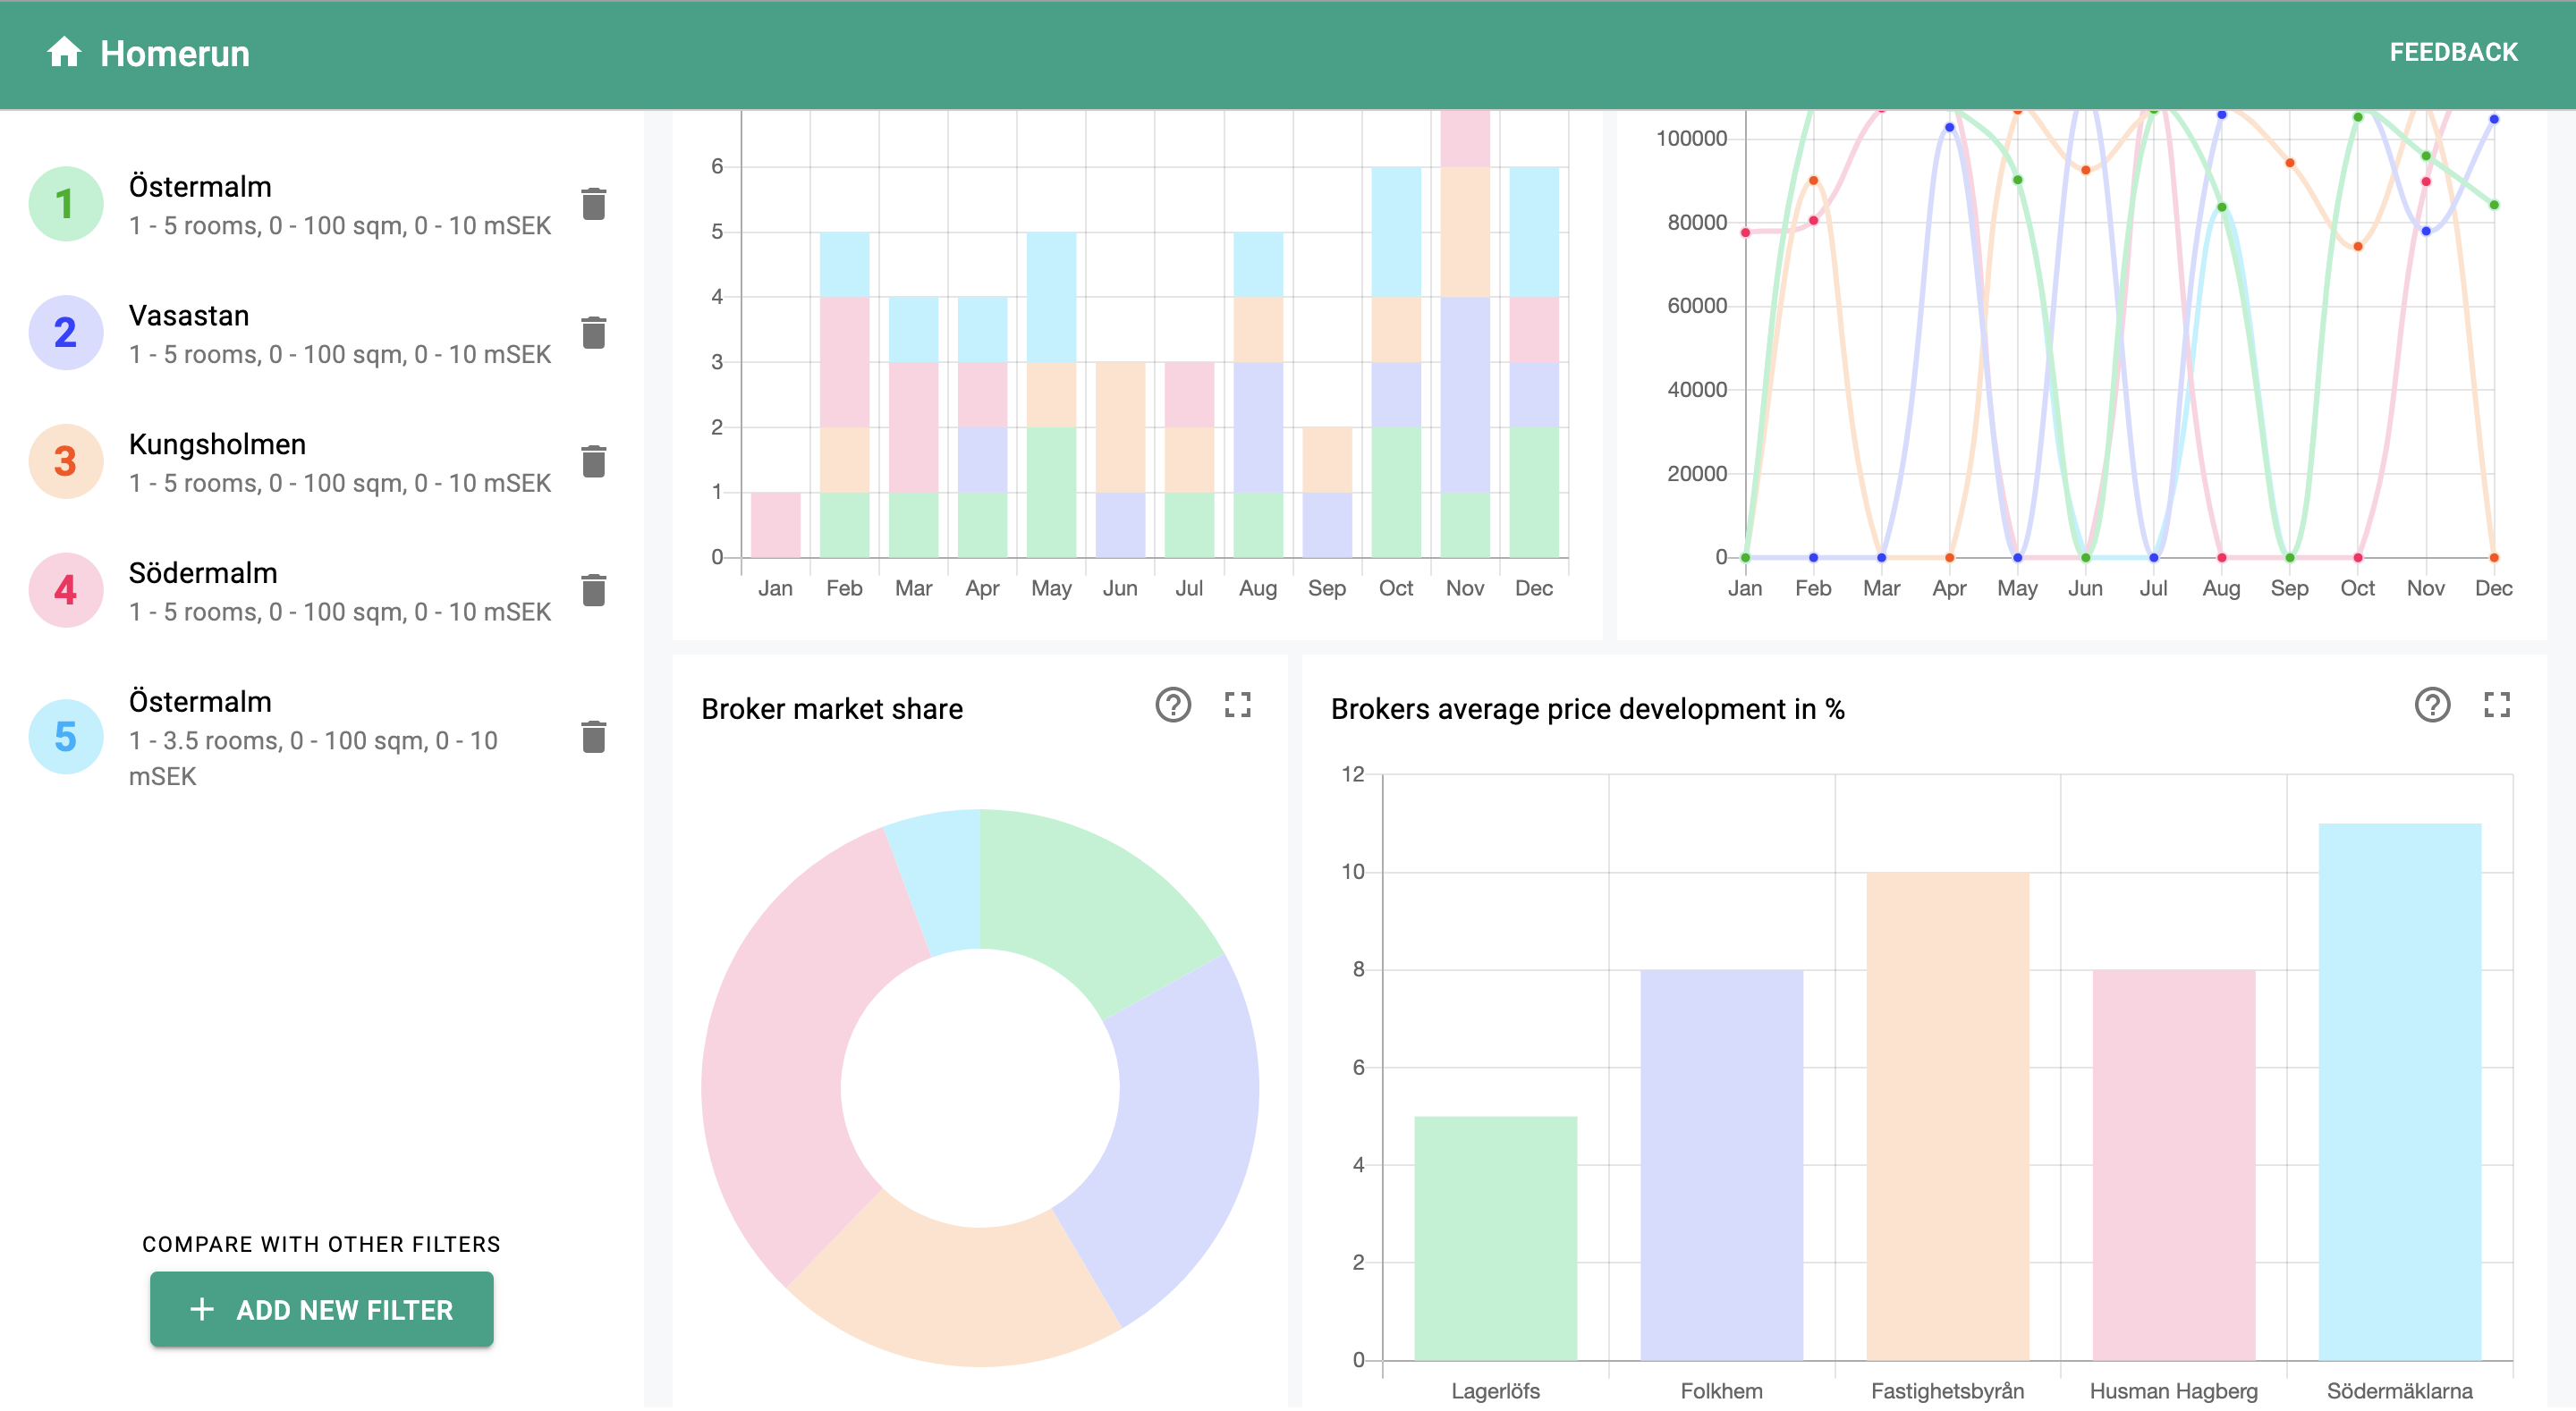 Homerun
FEEDBACK
1
Östermalm
1 - 5 rooms, 0 - 100 sqm, 0 - 10 mSEK
2
Vasastan
1 - 5 rooms, 0 - 100 sqm, 0 - 10 mSEK
3
Kungsholmen
1 - 5 rooms, 0 - 100 sqm, 0 - 10 mSEK
4
Södermalm
1 - 5 rooms, 0 - 100 sqm, 0 - 10 mSEK
5
Östermalm
1 - 3.5 rooms, 0 - 100 sqm, 0 - 10
mSEK
COMPARE WITH OTHER FILTERS
+ ADD NEW FILTER
6
5
4
3
2
1
0
Jan Feb Mar Apr May Jun Jul Aug Sep Oct Nov Dec
100000
80000
60000
40000
20000
0
Jan Feb Mar Apr May Jun Jul Aug Sep Oct Nov Dec
Broker market share
?
Brokers average price development in %
?
12
10
8
6
4
2
0
Lagerlöfs Folkhem Fastighetsbyrån Husman Hagberg Södermäklarna